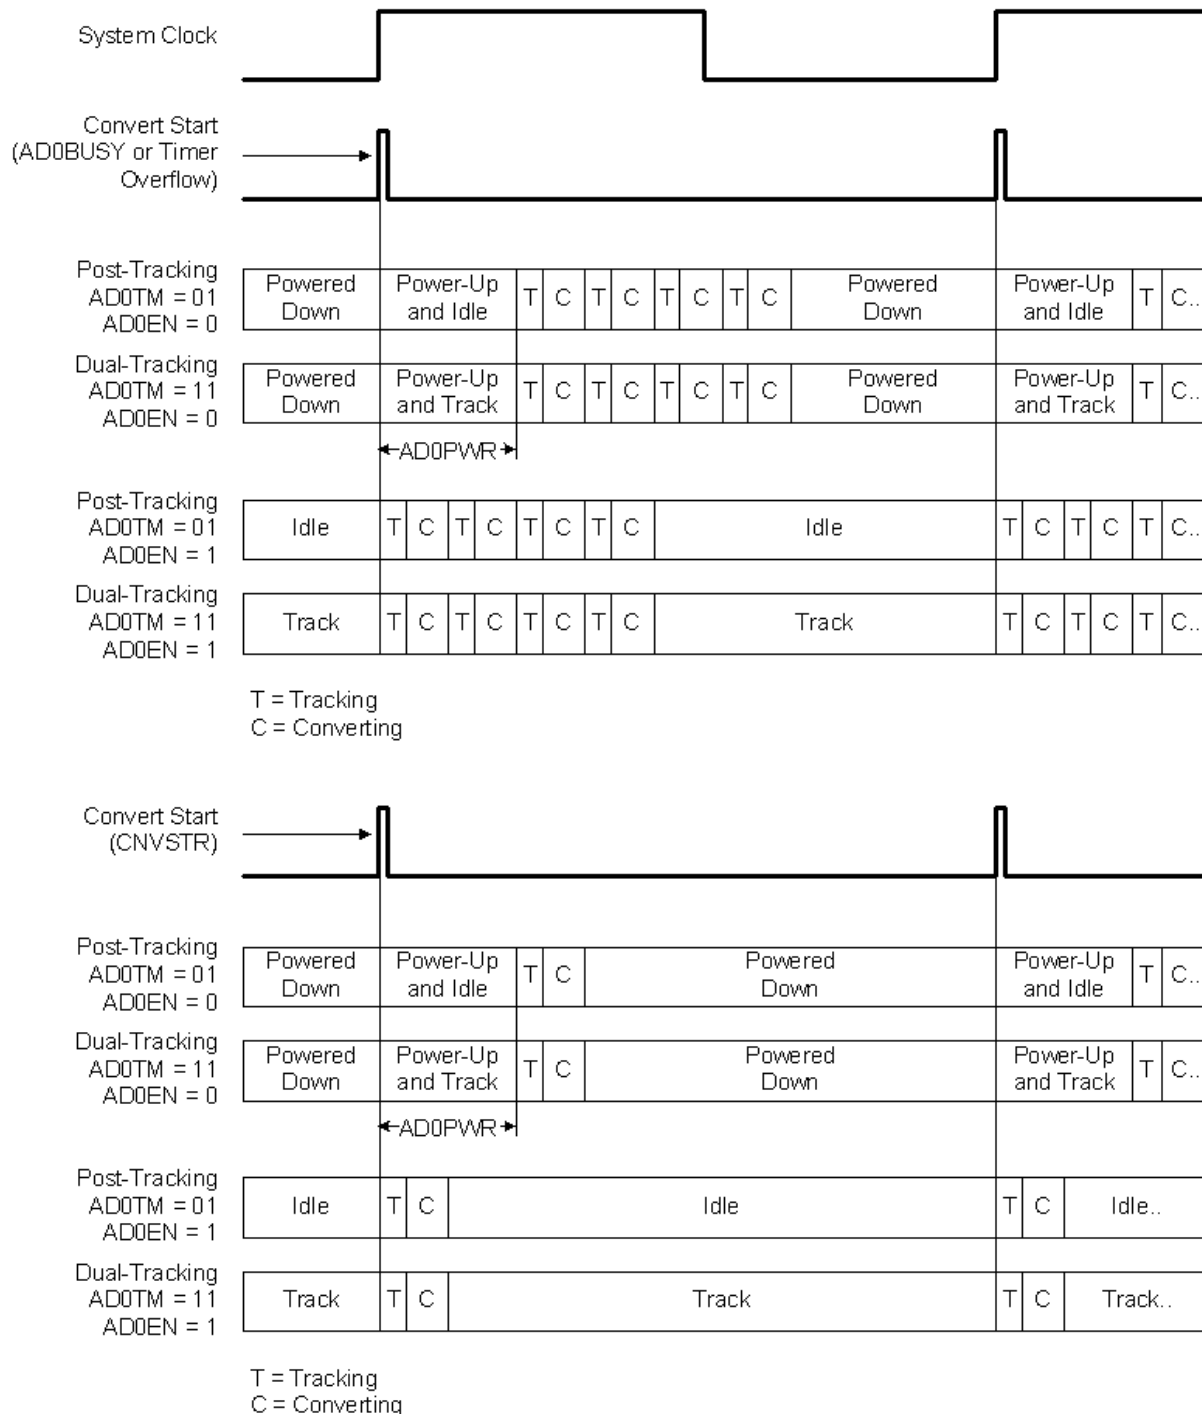 System Clock
Convert Start
(AD0BUSY or Timer
Overflow)
Post-Tracking
AD0TM = 01
AD0EN = 0
Powered Down Power-Up and Idle T C T C T C T C Powered Down Power-Up and Idle T C..
Dual-Tracking
AD0TM = 11
AD0EN = 0
Powered Down Power-Up and Track T C T C T C T C Powered Down Power-Up and Track T C..
AD0PWR
Post-Tracking
AD0TM = 01
AD0EN = 1
Idle T C T C T C T C Idle T C T C T C..
Dual-Tracking
AD0TM = 11
AD0EN = 1
Track T C T C T C T C Track T C T C T C..
T = Tracking
C = Converting
Convert Start
(CNVSTR)
Post-Tracking
AD0TM = 01
AD0EN = 0
Powered Down Power-Up and Idle T C Powered Down Power-Up and Idle T C..
Dual-Tracking
AD0TM = 11
AD0EN = 0
Powered Down Power-Up and Track T C Powered Down Power-Up and Track T C..
AD0PWR
Post-Tracking
AD0TM = 01
AD0EN = 1
Idle T C Idle T C Idle..
Dual-Tracking
AD0TM = 11
AD0EN = 1
Track T C Track T C Track..
T = Tracking
C = Converting